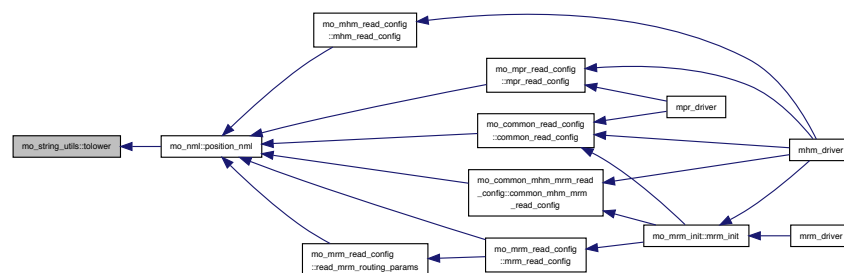 mo_mhm_read_config
::mhm_read_config
mo_mpr_read_config
::mpr_read_config
mpr_driver
mo_common_read_config
::common_read_config
mo_string_utils::tolower
mo_nml::position_nml
mhm_driver
mo_common_mhm_mrm_read
_config::common_mhm_mrm
_read_config
mo_mrm_init::mrm_init
mrm_driver
mo_mrm_read_config
::mrm_read_config
mo_mrm_read_config
::read_mrm_routing_params